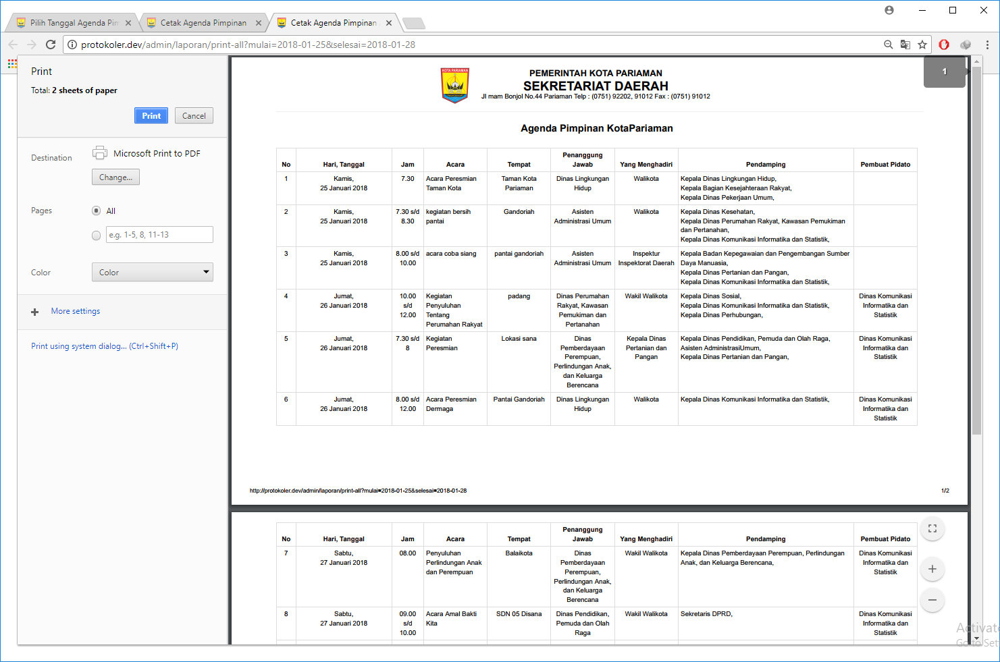 Pilih Tanggal Agenda Pim
Cetak Agenda Pimpinan
Cetak Agenda Pimpinan
protokoler.dev/admin/laporan/print-all?mulai=2018-01-25&selesai=2018-01-28
Print
Total: 2 sheets of paper
Print
Cancel
Destination
Microsoft Print to PDF
Change...
Pages
All
e.g. 1-5, 8, 11-13
Color
Color
More settings
Print using system dialog... (Ctrl+Shift+P)
1
KOTA PARIAMAN
PEMERINTAH KOTA PARIAMAN
SEKRETARIAT DAERAH
Jl mam Bonjol No.44 Pariaman Telp : (0751) 92202, 91012 Fax : (0751) 91012
Agenda Pimpinan KotaPariaman
No Hari, Tanggal Jam Acara Tempat Penanggung Jawab Yang Menghadiri Pendamping Pembuat Pidato
1 Kamis, 7.30 Acara Peresmian Taman Kota Dinas Lingkungan Walikota Kepala Dinas Lingkungan Hidup,
25 Januari 2018 Taman Kota Pariaman Hidup Kepala Bagian Kesejahteraan Rakyat,
Kepala Dinas Pekerjaan Umum,
2 Kamis, 7.30 s/d kegiatan bersih Gandoriah Asisten Walikota Kepala Dinas Kesehatan,
25 Januari 2018 8.30 pantai Administrasi Umum Kepala Dinas Perumahan Rakyat, Kawasan Pemukiman
dan Pertanahan,
Kepala Dinas Komunikasi Informatika dan Statistik,
3 Kamis, 8.00 s/d acara coba siang pantai gandoriah Asisten Inspektur Kepala Badan Kepegawaian dan Pengembangan Sumber
25 Januari 2018 10.00 Administrasi Umum Inspektorat Daerah Daya Manuasia,
Kepala Dinas Pertanian dan Pangan,
Kepala Dinas Komunikasi Informatika dan Statistik,
4 Jumat, 10.00 Kegiatan padang Dinas Perumahan Wakil Walikota Kepala Dinas Sosial, Dinas Komunikasi
26 Januari 2018 s/d Penyuluhan Rakyat, Kawasan Kepala Dinas Komunikasi Informatika dan Statistik, Informatika dan
12.00 Tentang Pemukiman dan Kepala Dinas Perhubungan, Statistik
Perumahan Rakyat Pertanahan
5 Jumat, 7.30 s/d Kegiatan Lokasi sana Dinas Kepala Dinas Kepala Dinas Pendidikan, Pemuda dan Olah Raga, Dinas Komunikasi
26 Januari 2018 8 Peresmian Pemberdayaan Pertanian dan Asisten AdministrasiUmum, Informatika dan
Perempuan, Pangan Kepala Dinas Pertanian dan Pangan, Statistik
Perlindungan Anak,
dan Keluarga
Berencana
6 Jumat, 8.00 s/d Acara Peresmian Pantai Gandoriah Dinas Lingkungan Walikota Kepala Dinas Komunikasi Informatika dan Statistik, Dinas Komunikasi
26 Januari 2018 12.00 Dermaga Hidup Informatika dan
Statistik
http://protokoler.dev/admin/laporan/print-all?mulai=2018-01-25&selesai=2018-01-28 1/2
No Hari, Tanggal Jam Acara Tempat Penanggung Jawab Yang Menghadiri Pendamping Pembuat Pidato
7 Sabtu, 08.00 Penyuluhan Balaikota Dinas Wakil Walikota Kepala Dinas Pemberdayaan Perempuan, Perlindungan Dinas Komunikasi
27 Januari 2018 Perlindungan Anak Pemberdayaan Anak, dan Keluarga Berencana, Informatika dan
dan Perempuan Perempuan, Statistik
Perlindungan Anak,
dan Keluarga
Berencana
8 Sabtu, 09.00 Acara Amal Bakti SDN 05 Disana Dinas Pendidikan, Wakil Walikota Sekretaris DPRD, Dinas Komunikasi
27 Januari 2018 s/d Kita Pemuda dan Olah Informatika dan
10.00 Raga Statistik
Activat
Go to Set